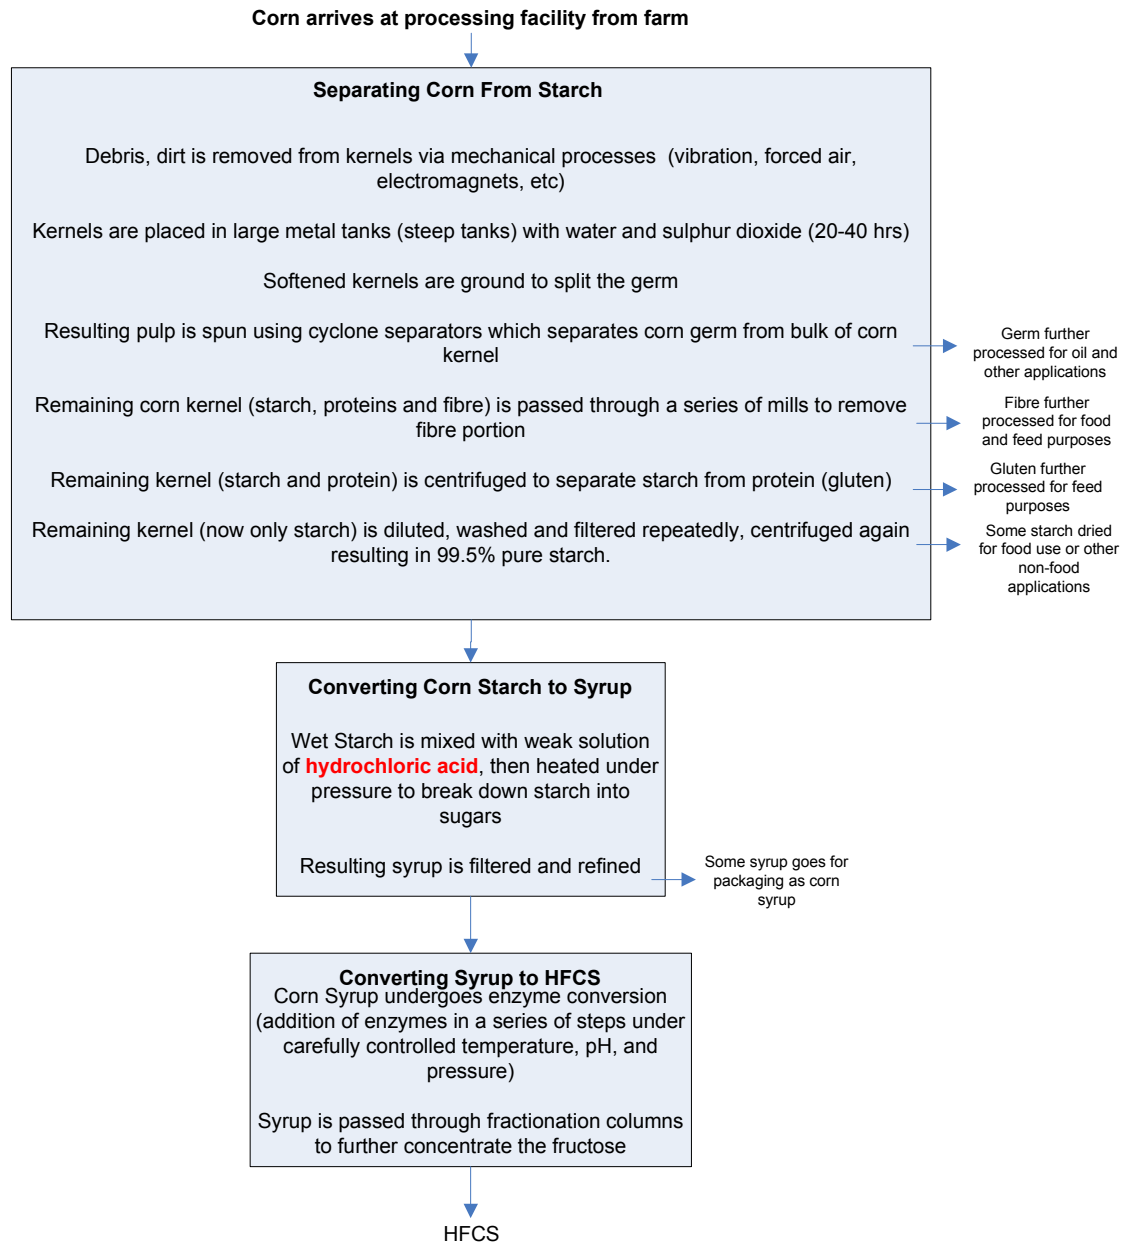 Corn arrives at processing facility from farm
Separating Corn From Starch
Debris, dirt is removed from kernels via mechanical processes (vibration, forced air,
electromagnets, etc)
Kernels are placed in large metal tanks (steep tanks) with water and sulphur dioxide (20-40 hrs)
Softened kernels are ground to split the germ
Resulting pulp is spun using cyclone separators which separates corn germ from bulk of corn
kernel
Germ further
processed for oil and
other applications
Remaining corn kernel (starch, proteins and fibre) is passed through a series of mills to remove
fibre portion
Fibre further
processed for food
and feed purposes
Remaining kernel (starch and protein) is centrifuged to separate starch from protein (gluten)
Gluten further
processed for feed
purposes
Remaining kernel (now only starch) is diluted, washed and filtered repeatedly, centrifuged again
resulting in 99.5% pure starch.
Some starch dried
for food use or other
non-food
applications
Converting Corn Starch to Syrup
Wet Starch is mixed with weak solution
of hydrochloric acid, then heated under
pressure to break down starch into
sugars
Resulting syrup is filtered and refined
Some syrup goes for
packaging as corn
syrup
Converting Syrup to HFCS
Corn Syrup undergoes enzyme conversion
(addition of enzymes in a series of steps under
carefully controlled temperature, pH, and
pressure)
Syrup is passed through fractionation columns
to further concentrate the fructose
HFCS